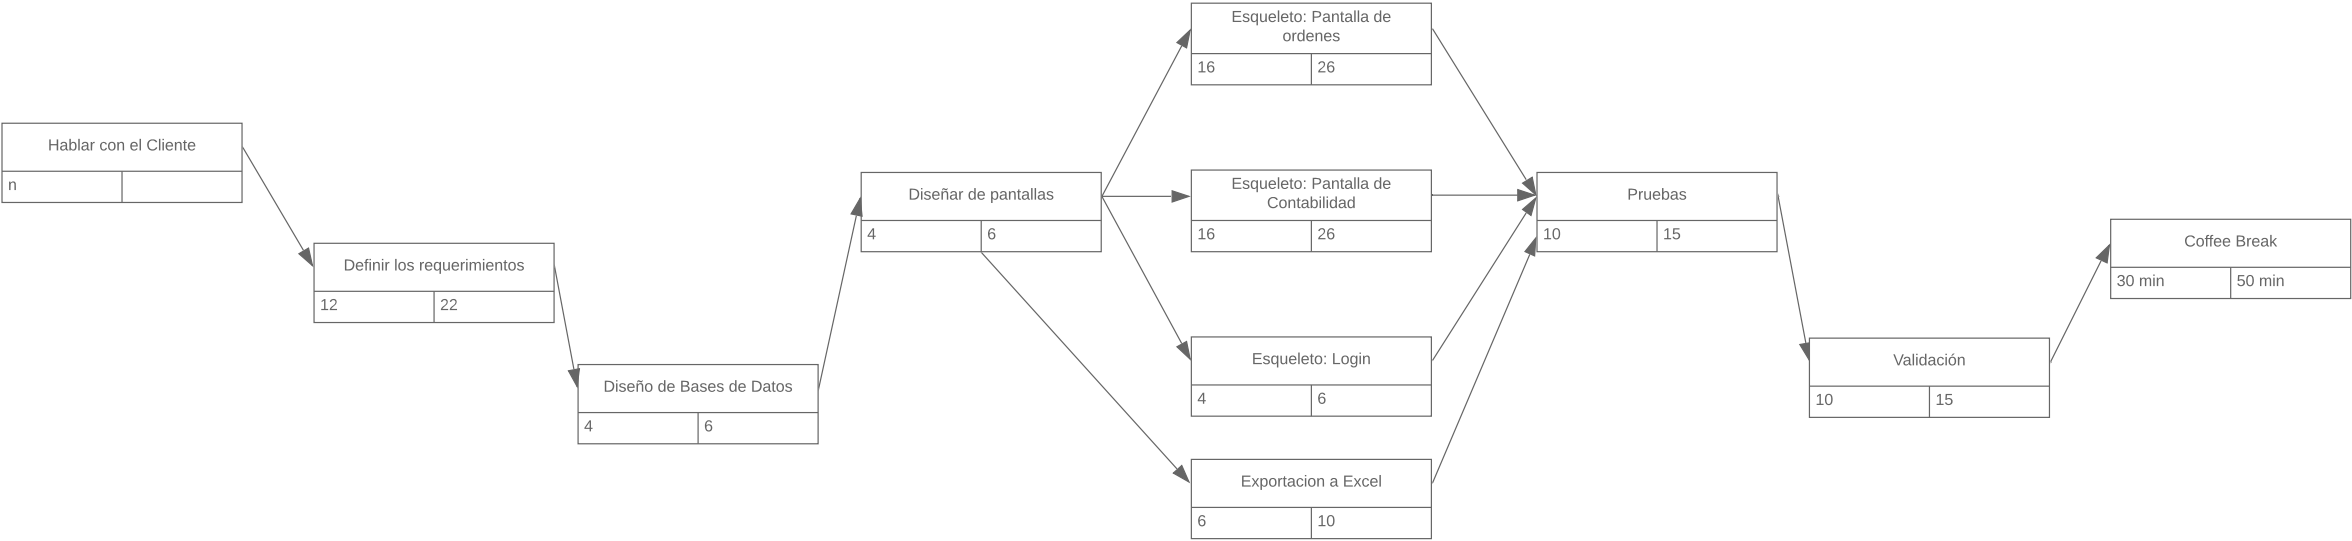 Hablar con el Cliente
n
Definir los requerimientos
12 22
Diseño de Bases de Datos
4 6
Diseñar de pantallas
4 6
Esqueleto: Pantalla de
ordenes
16 26
Esqueleto: Pantalla de
Contabilidad
16 26
Esqueleto: Login
4 6
Exportacion a Excel
6 10
Pruebas
10 15
Validación
10 15
Coffee Break
30 min 50 min